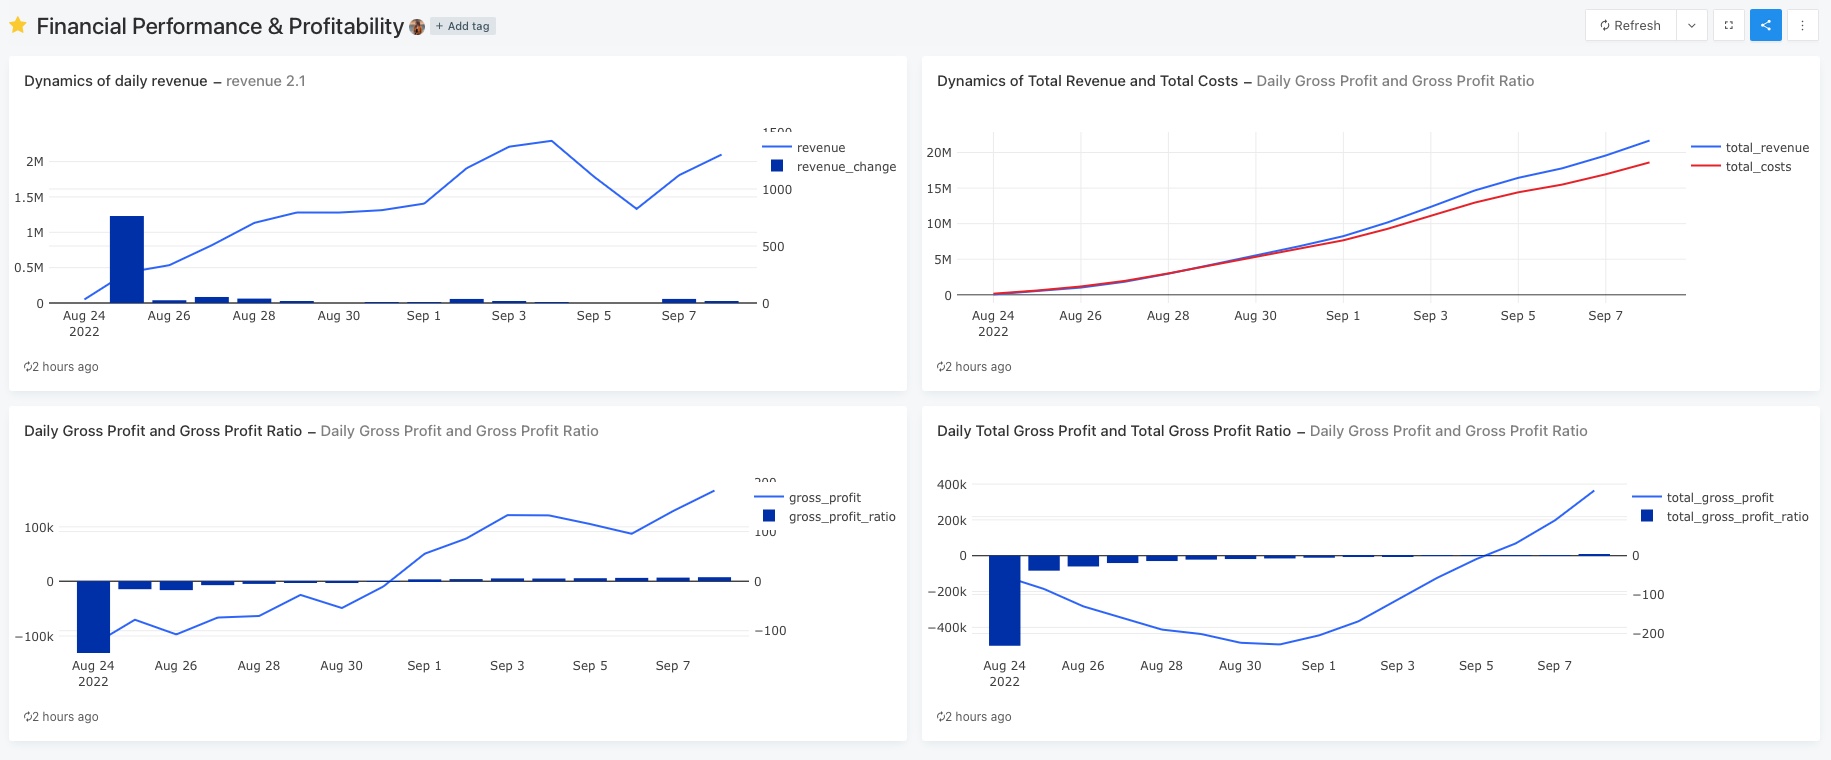 Financial Performance & Profitability + Add tag Refresh
Dynamics of daily revenue – revenue 2.1
1500
revenue
revenue_change
2M
1.5M
1M
0.5M
0
1000
500
0
Aug 24 Aug 26 Aug 28 Aug 30 Sep 1 Sep 3 Sep 5 Sep 7
2022
2 hours ago
Dynamics of Total Revenue and Total Costs – Daily Gross Profit and Gross Profit Ratio
total_revenue
total_costs
20M
15M
10M
5M
0
Aug 24 Aug 26 Aug 28 Aug 30 Sep 1 Sep 3 Sep 5 Sep 7
2022
2 hours ago
Daily Gross Profit and Gross Profit Ratio – Daily Gross Profit and Gross Profit Ratio
200
gross_profit
gross_profit_ratio
100k
0
−100k
100
0
−100
Aug 24 Aug 26 Aug 28 Aug 30 Sep 1 Sep 3 Sep 5 Sep 7
2022
2 hours ago
Daily Total Gross Profit and Total Gross Profit Ratio – Daily Gross Profit and Gross Profit Ratio
total_gross_profit
total_gross_profit_ratio
400k
200k
0
−200k
−400k
0
−100
−200
Aug 24 Aug 26 Aug 28 Aug 30 Sep 1 Sep 3 Sep 5 Sep 7
2022
2 hours ago